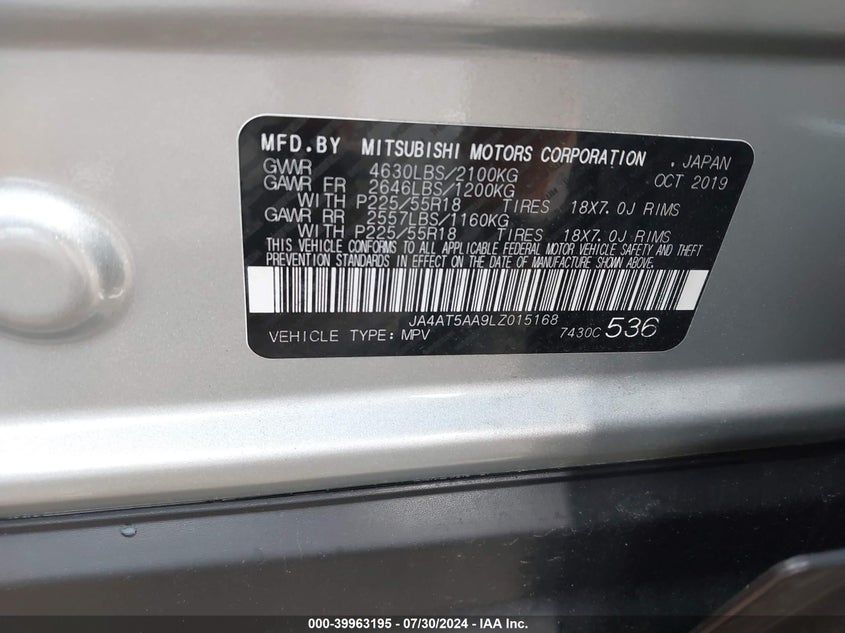 MFD.BY MITSUBISHI MOTORS CORPORATION , JAPAN
GVWR 4630LBS/2100KG OCT 2019
GAWR FR 2646LBS/1200KG
WITH P225/55R18 TIRES 18X7.0J RIMS
GAWR RR 2557LBS/1160KG
WITH P225/55R18 TIRES 18X7.0J RIMS
THIS VEHICLE CONFORMS TO ALL APPLICABLE FEDERAL MOTOR VEHICLE SAFETY AND THEFT
PREVENTION STANDARDS IN EFFECT ON THE DATE OF MANUFACTURE SHOWN ABOVE.
JA4AT5AA9LZ015168
VEHICLE TYPE: MPV 7430C 536
000-39963195 - 07/30/2024 - IAA Inc.